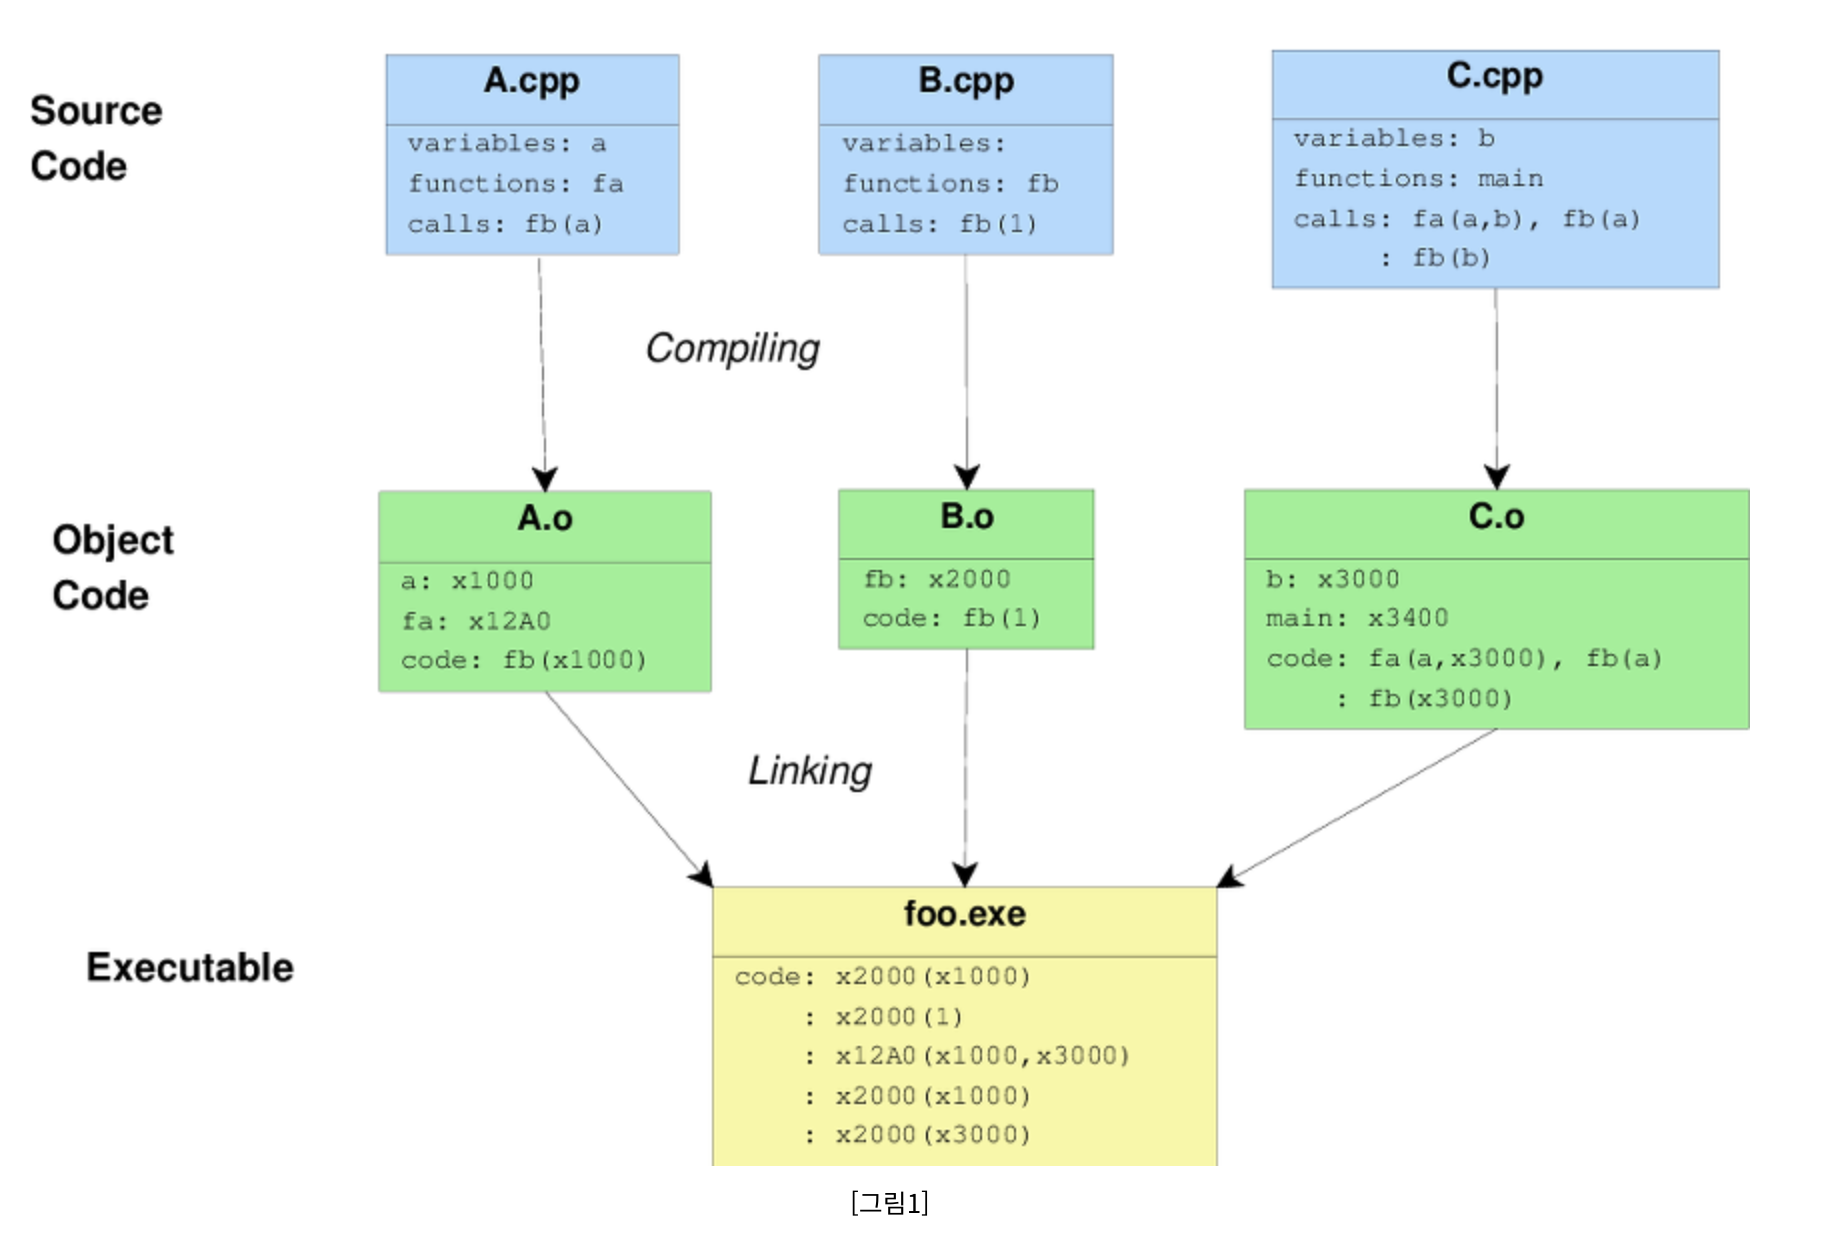 Source
Code
A.cpp
variables: a
functions: fa
calls: fb(a)
B.cpp
variables:
functions: fb
calls: fb(1)
C.cpp
variables: b
functions: main
calls: fa(a,b), fb(a)
: fb(b)
Compiling
Object
Code
A.o
a: x1000
fa: x12A0
code: fb(x1000)
B.o
fb: x2000
code: fb(1)
C.o
b: x3000
main: x3400
code: fa(a,x3000), fb(a)
: fb(x3000)
Linking
Executable
foo.exe
code: x2000(x1000)
: x2000(1)
: x12A0(x1000,x3000)
: x2000(x1000)
: x2000(x3000)
[그림1]